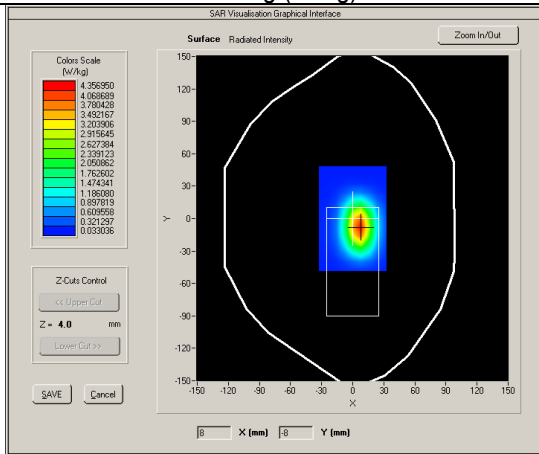 SAR Visualisation Graphical Interface
Surface Radiated Intensity
Zoom In/Out
Colors Scale
(W/kg)
4.356950
4.068689
3.780428
3.492167
3.203906
2.915645
2.627384
2.339123
2.050862
1.762602
1.474341
1.186080
0.897819
0.609558
0.321297
0.033036
150
120
90
60
30
0
-30
-60
-90
-120
-150
Y
-150 -120 -90 -60 -30 0 30 60 90 120 150
X
Z-Cuts Control
<< Upper Cut
Z = 4.0 mm
Lower Cut >>
SAVE Cancel
8 X (mm) -8 Y (mm)